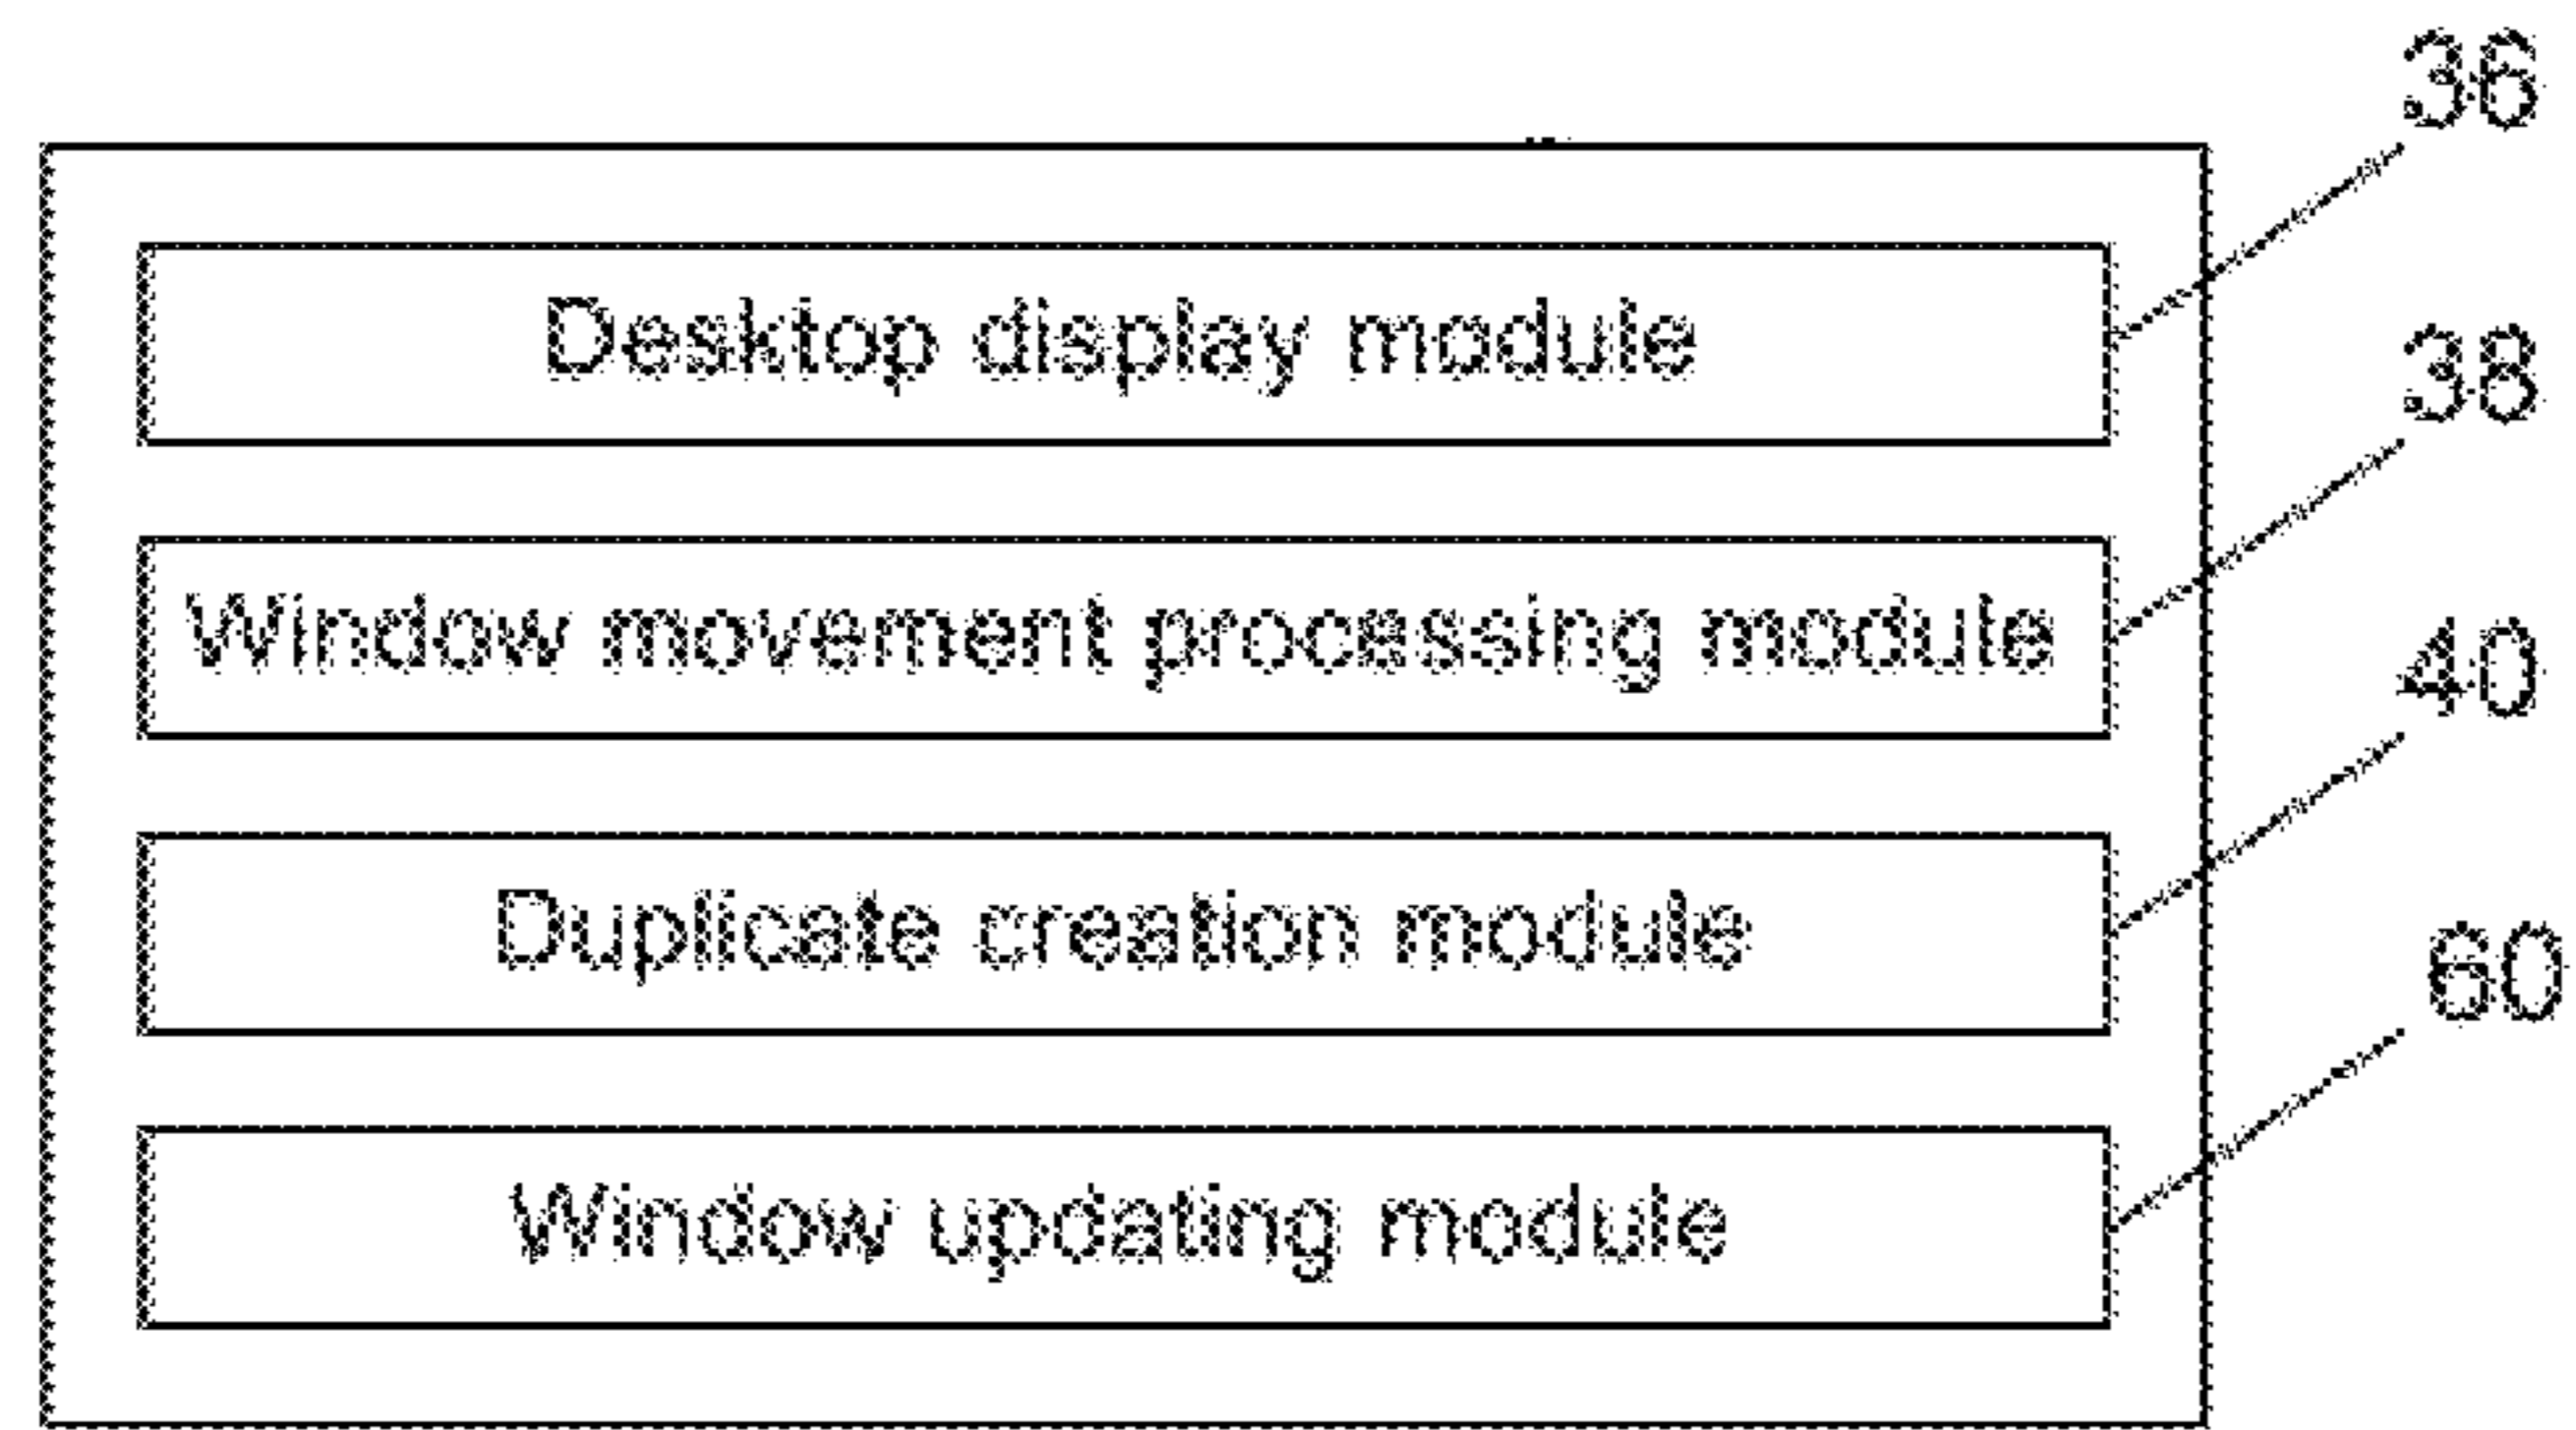 36
Desktop display module
38
Window movement processing module
40
Duplicate creation module
60
Window updating module